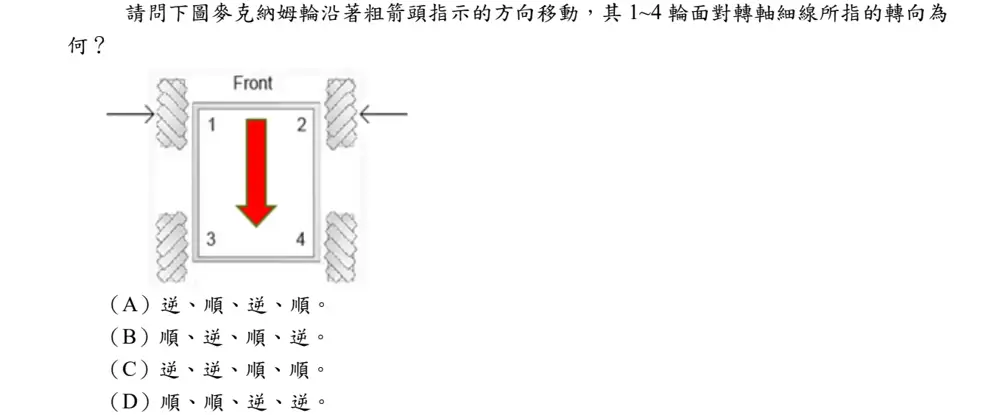 請問下圖麥克納姆輪沿著粗箭頭指示的方向移動，其 1~4 輪面對轉軸細線所指的轉向為
何？
Front
1 2
3 4
（A）逆、順、逆、順。
（B）順、逆、順、逆。
（C）逆、逆、順、順。
（D）順、順、逆、逆。